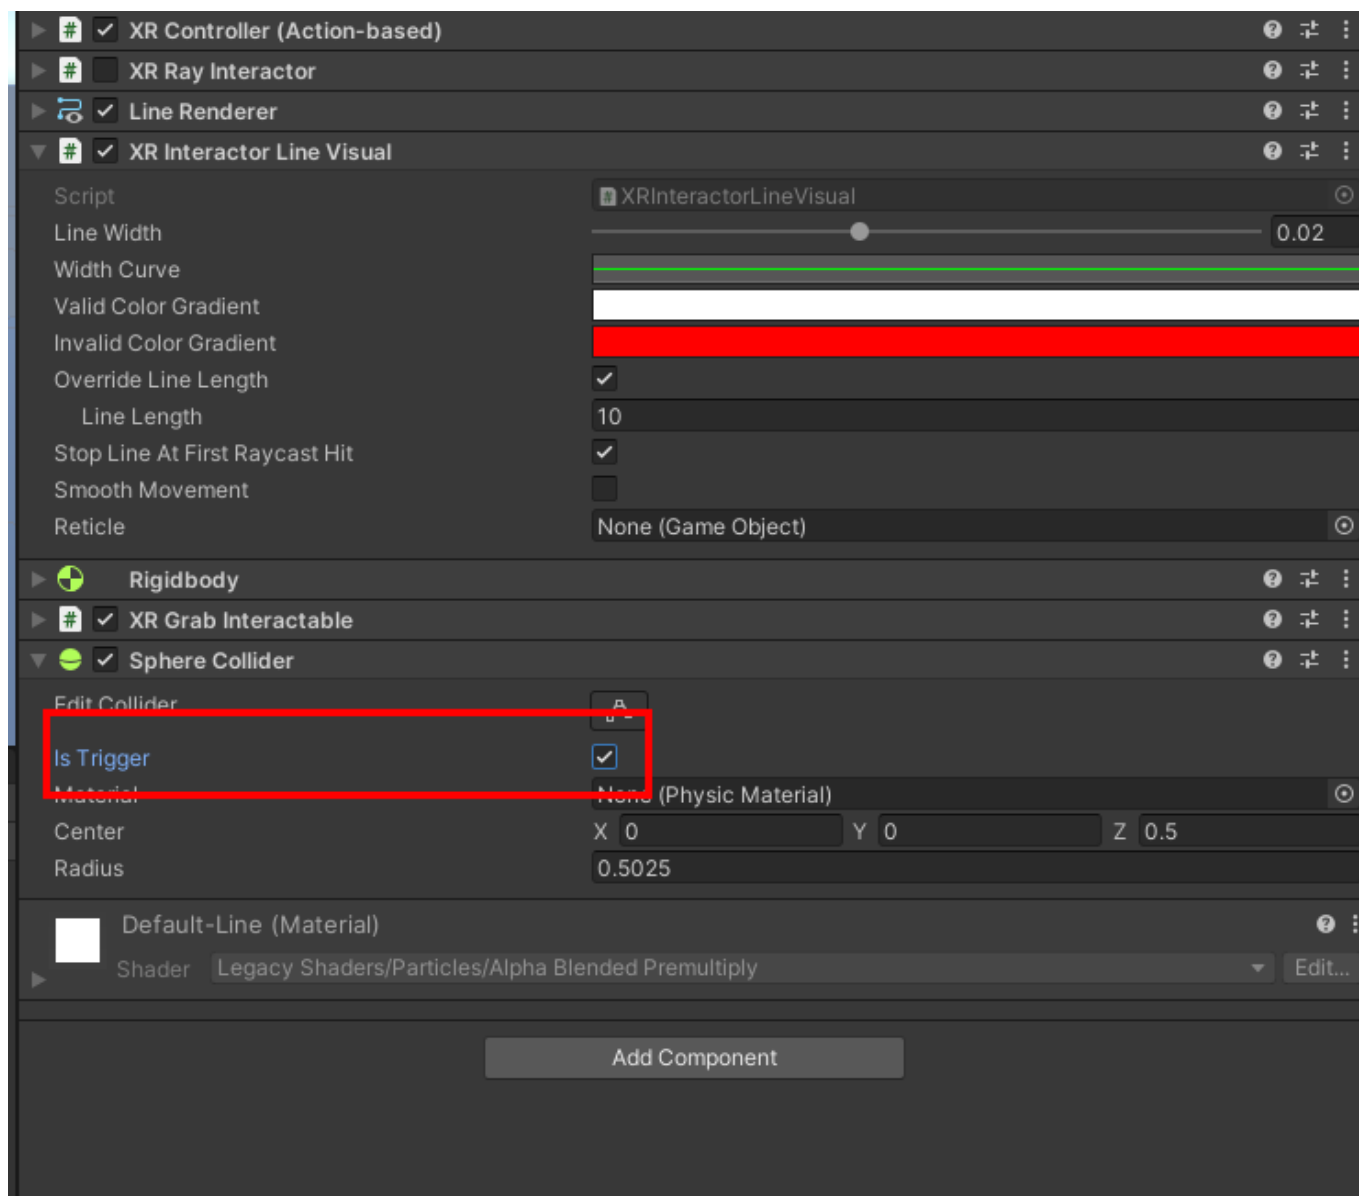 XR Controller (Action-based)
XR Ray Interactor
Line Renderer
XR Interactor Line Visual
Script XRInteractorLineVisual
Line Width 0.02
Width Curve
Valid Color Gradient
Invalid Color Gradient
Override Line Length
Line Length 10
Stop Line At First Raycast Hit
Smooth Movement
Reticle None (Game Object)
Rigidbody
XR Grab Interactable
Sphere Collider
Edit Collider
Is Trigger
Material None (Physic Material)
Center X 0 Y 0 Z 0.5
Radius 0.5025
Default-Line (Material)
Shader Legacy Shaders/Particles/Alpha Blended Premultiply Edit...
Add Component